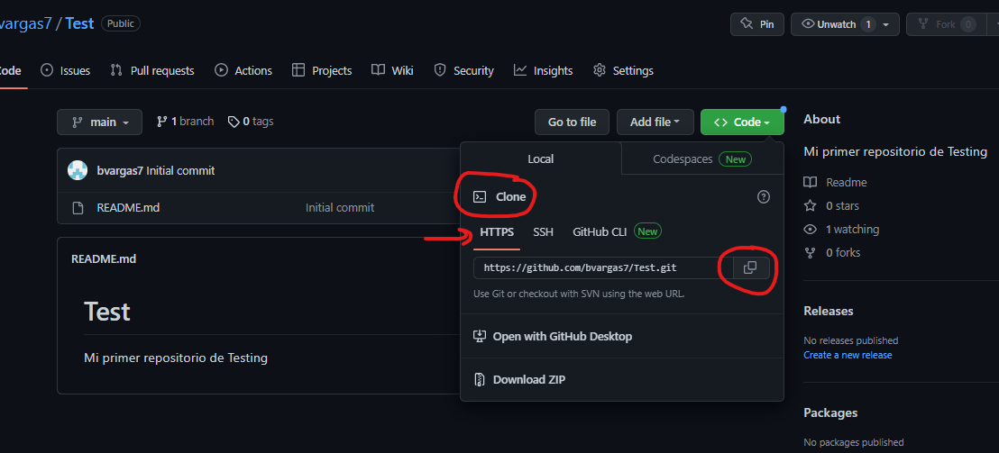 vargas7 / Test Public
Pin
Unwatch 1
Fork 0
Code
Issues
Pull requests
Actions
Projects
Wiki
Security
Insights
Settings
main
1 branch
0 tags
Go to file
Add file
<> Code
bvargas7 Initial commit
README.md Initial commit
README.md
Test
Mi primer repositorio de Testing
Local
Codespaces New
Clone
HTTPS
SSH
GitHub CLI New
https://github.com/bvargas7/Test.git
Use Git or checkout with SVN using the web URL.
Open with GitHub Desktop
Download ZIP
About
Mi primer repositorio de Testing
Readme
0 stars
1 watching
0 forks
Releases
No releases published
Create a new release
Packages
No packages published